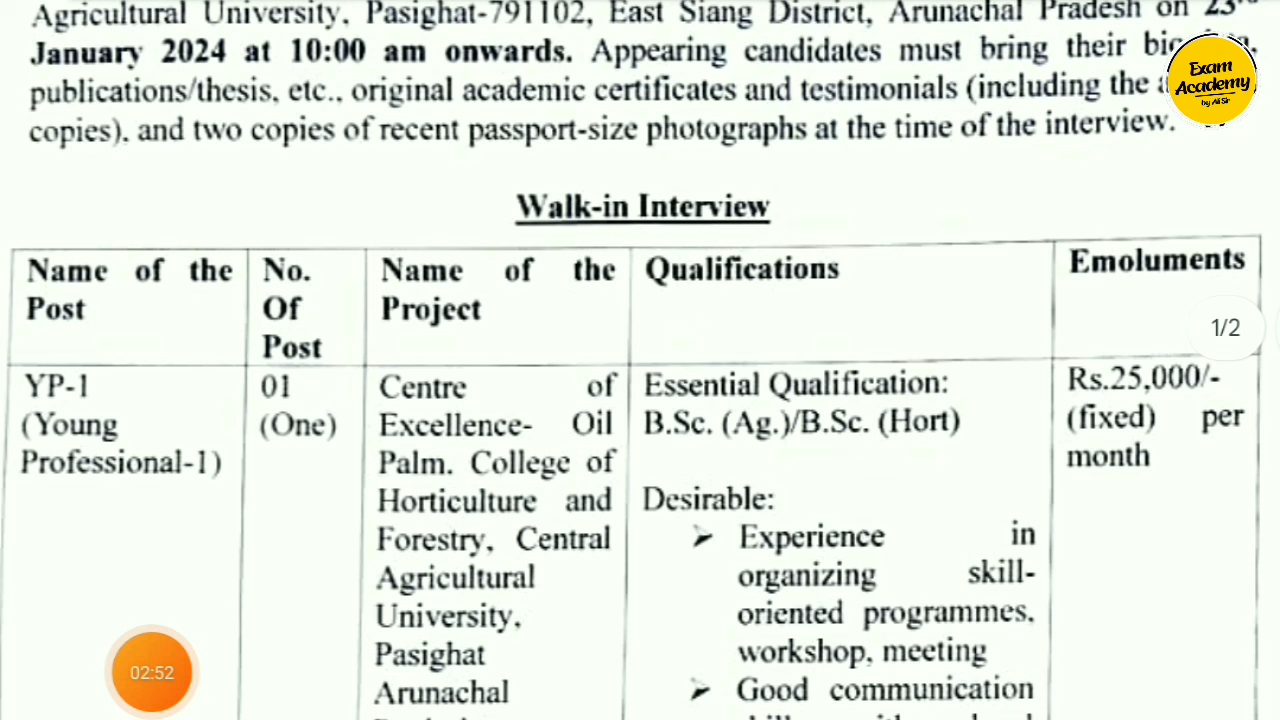 Agricultural University, Pasighat-791102, East Siang District, Arunachal Pradesh on 23rd
January 2024 at 10:00 am onwards. Appearing candidates must bring their
publications/thesis, etc., original academic certificates and testimonials (including the
copies), and two copies of recent passport-size photographs at the time of the interview.
Exam
Academy
by Ali Sir
Walk-in Interview
Name of the
Post
No.
Of
Post
Name of the
Project
Qualifications
Emoluments
1/2
YP-1
(Young
Professional-1)
01
(One)
Centre of
Excellence- Oil
Palm. College of
Horticulture and
Forestry, Central
Agricultural
University,
Pasighat
Arunachal
Essential Qualification:
B.Sc. (Ag.)/B.Sc. (Hort)
Desirable:
➢ Experience in
organizing skill-
oriented programmes,
workshop, meeting
➢ Good communication
Rs.25,000/-
(fixed) per
month
02:52